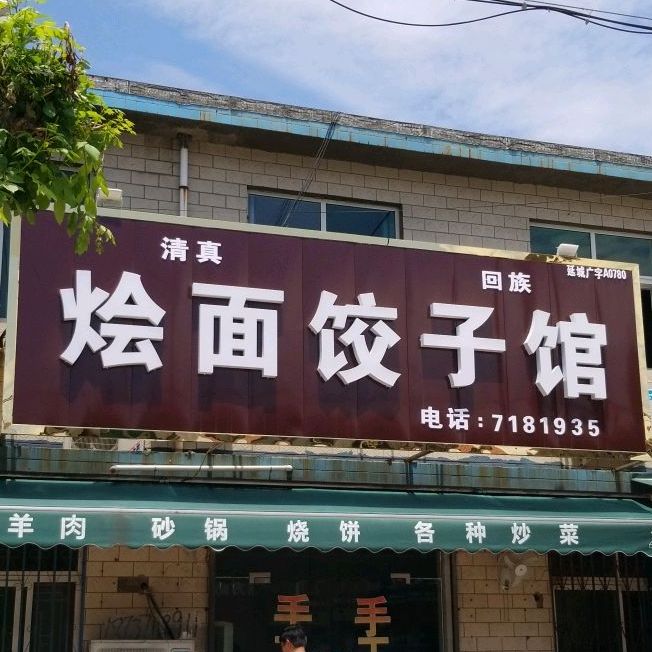 清真 回族 延城广字A0780
烩面饺子馆
电话:7181935
羊肉 砂锅 烧饼 各种炒菜
手 手